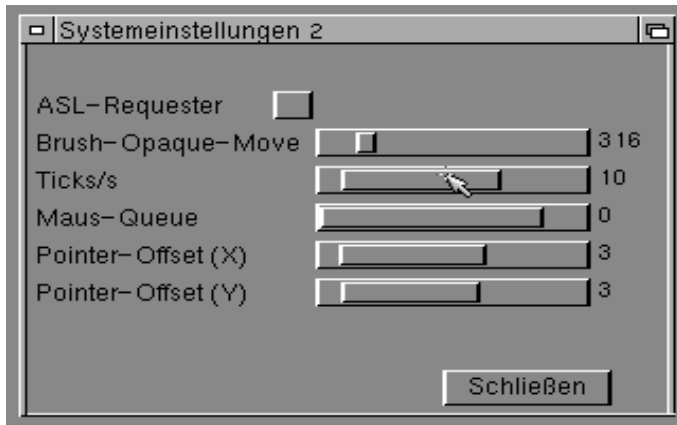 Systemeinstellungen 2
ASL-Requester
Brush-Opaque-Move 316
Ticks/s 10
Maus-Queue 0
Pointer-Offset (X) 3
Pointer-Offset (Y) 3
Schließen